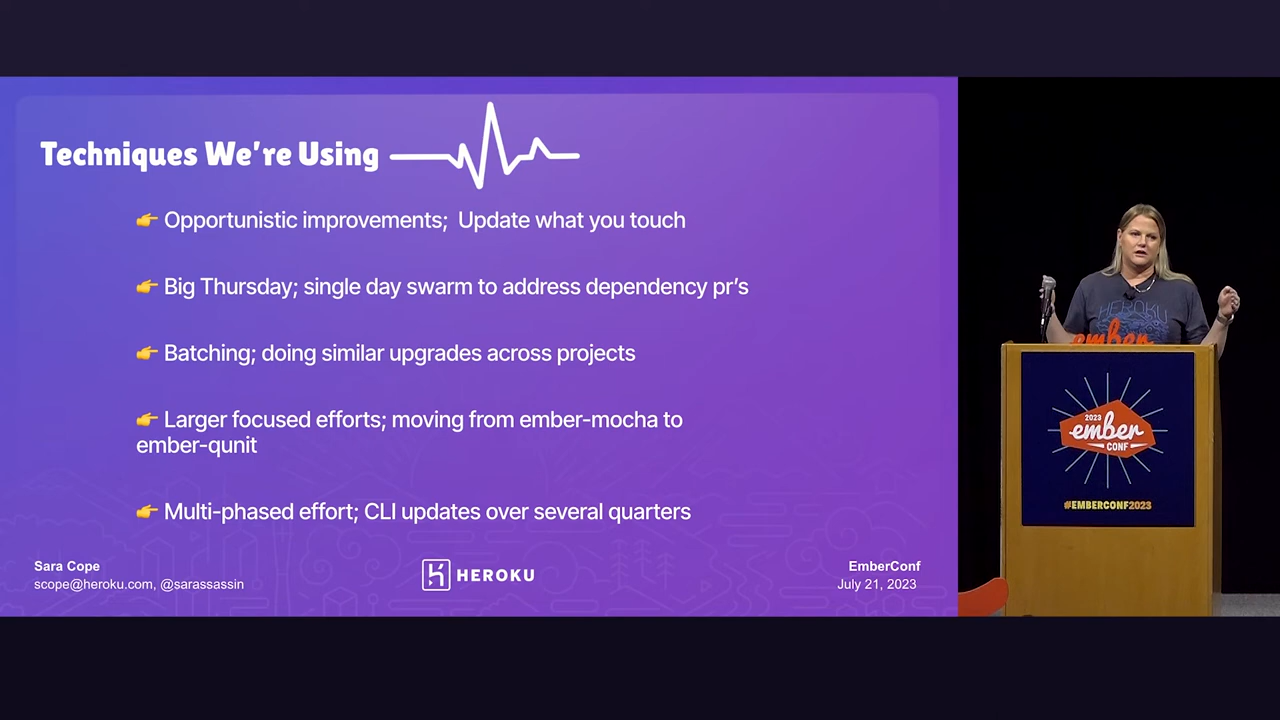 Techniques We're Using
👉 Opportunistic improvements;  Update what you touch
👉 Big Thursday; single day swarm to address dependency pr's
👉 Batching; doing similar upgrades across projects
👉 Larger focused efforts; moving from ember-mocha to
ember-qunit
👉 Multi-phased effort; CLI updates over several quarters
Sara Cope
scope@heroku.com, @sarassassin
HEROKU
EmberConf
July 21, 2023
HEROKU
ember
2023
ember
CONF
#EMBERCONF2023